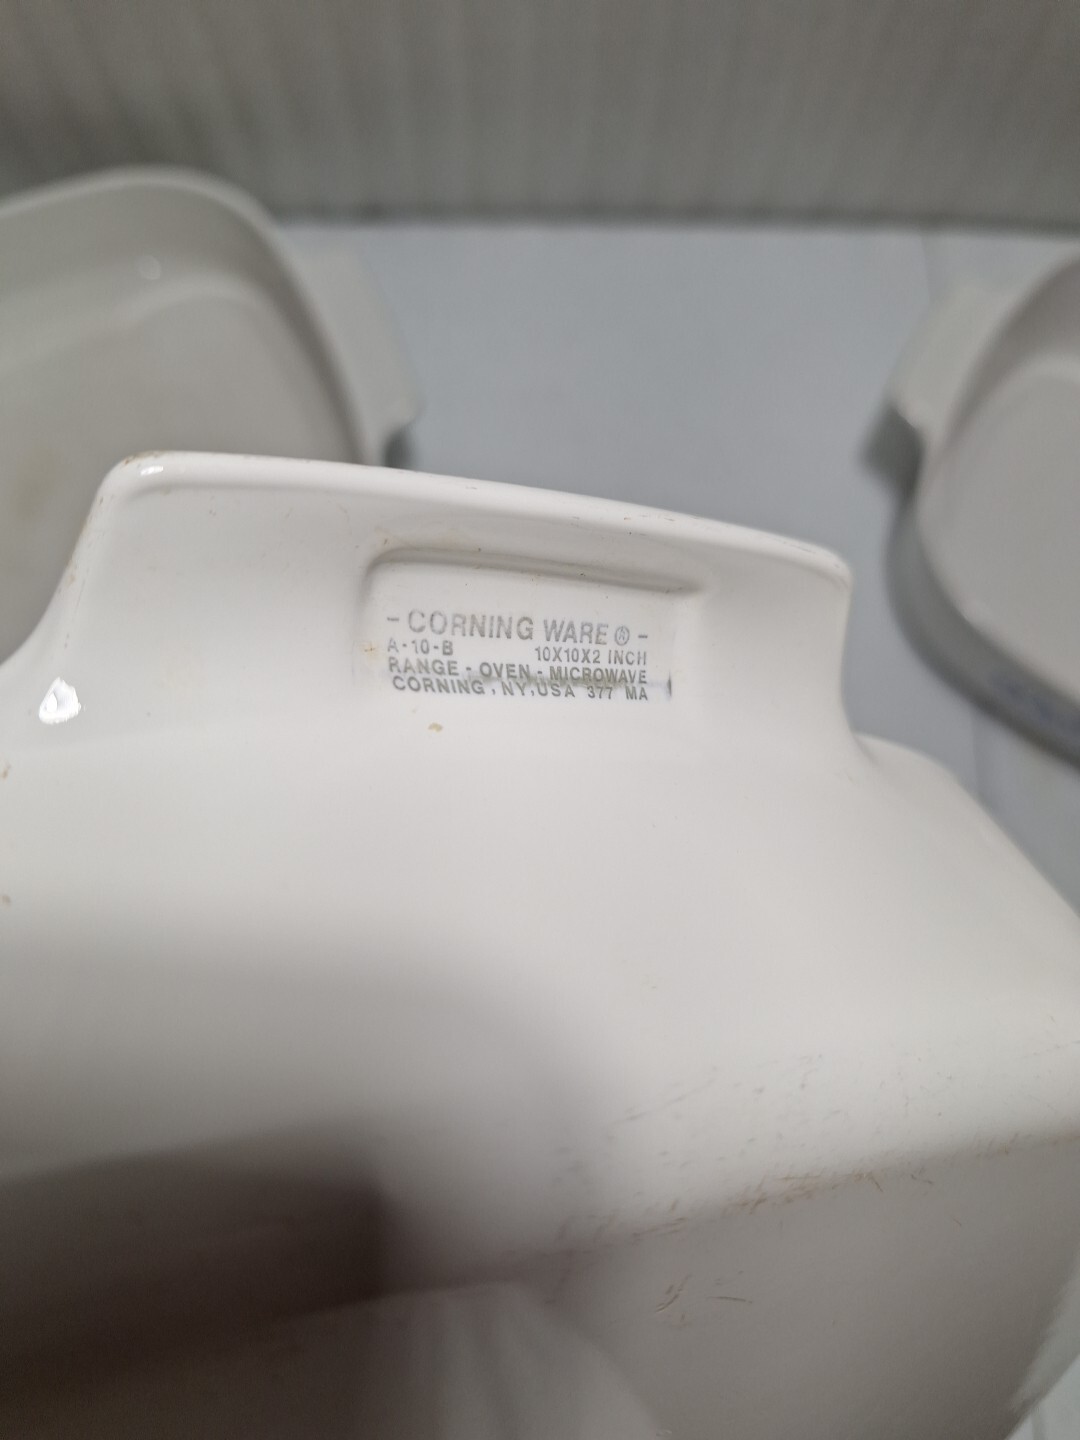 - CORNING WARE ® -
A-10-B 10X10X2 INCH
RANGE - OVEN - MICROWAVE
CORNING, NY, USA 377 MA